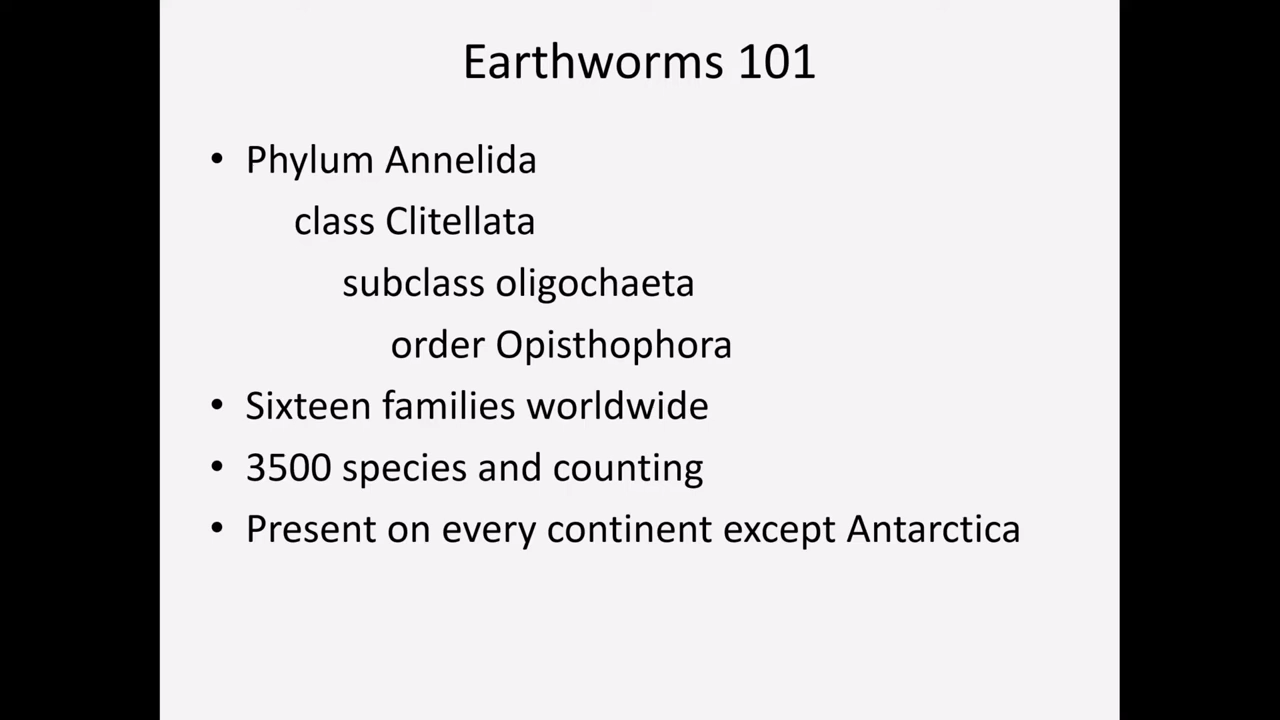 Earthworms 101
• Phylum Annelida
class Clitellata
subclass oligochaeta
order Opisthophora
• Sixteen families worldwide
• 3500 species and counting
• Present on every continent except Antarctica